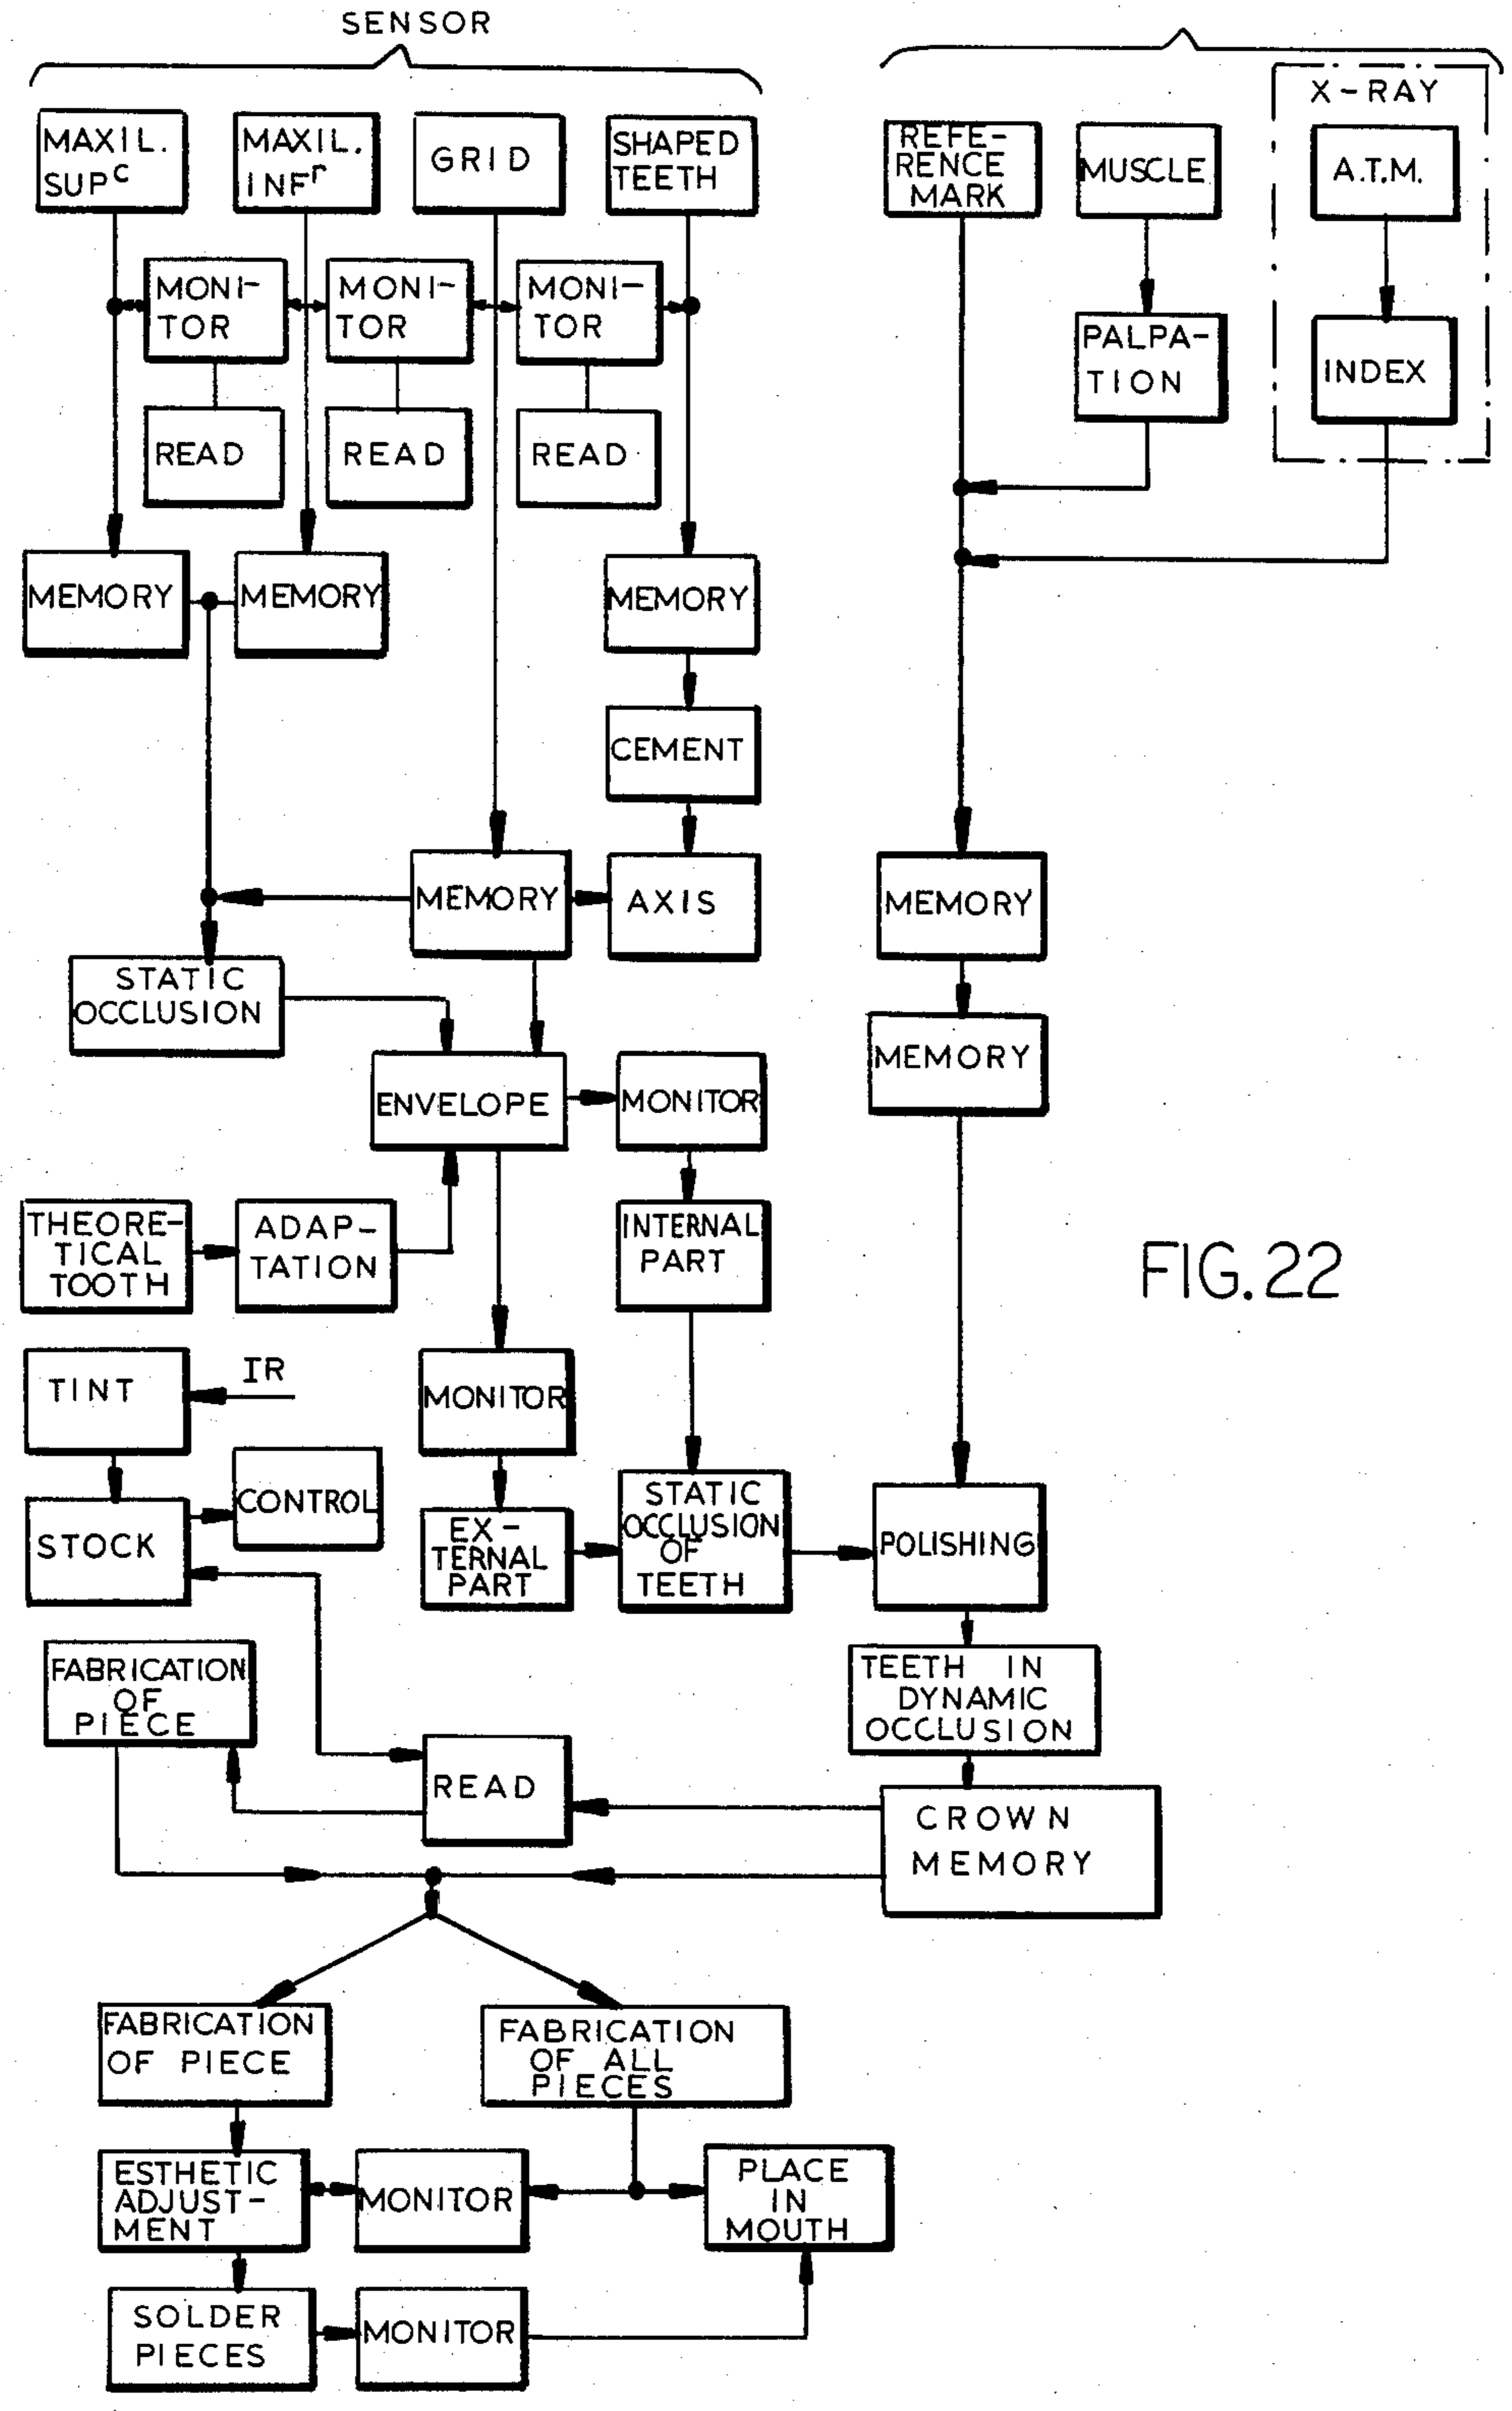 SENSOR
X-RAY
MAXIL.
SUPᶜ
MAXIL.
INFʳ
GRID
SHAPED
TEETH
REFE-
RENCE
MARK
MUSCLE
A.T.M.
MONI-
TOR
MONI-
TOR
MONI-
TOR
PALPA-
TION
INDEX
READ
READ
READ
MEMORY
MEMORY
MEMORY
CEMENT
MEMORY
AXIS
MEMORY
STATIC
OCCLUSION
MEMORY
ENVELOPE
MONITOR
THEORE-
TICAL
TOOTH
ADAP-
TATION
INTERNAL
PART
FIG.22
TINT
IR
MONITOR
STOCK
CONTROL
EX-
TERNAL
PART
STATIC
OCCLUSION
OF
TEETH
POLISHING
FABRICATION
OF
PIECE
TEETH IN
DYNAMIC
OCCLUSION
READ
CROWN
MEMORY
FABRICATION
OF PIECE
FABRICATION
OF ALL
PIECES
ESTHETIC
ADJUST-
MENT
MONITOR
PLACE
IN
MOUTH
SOLDER
PIECES
MONITOR